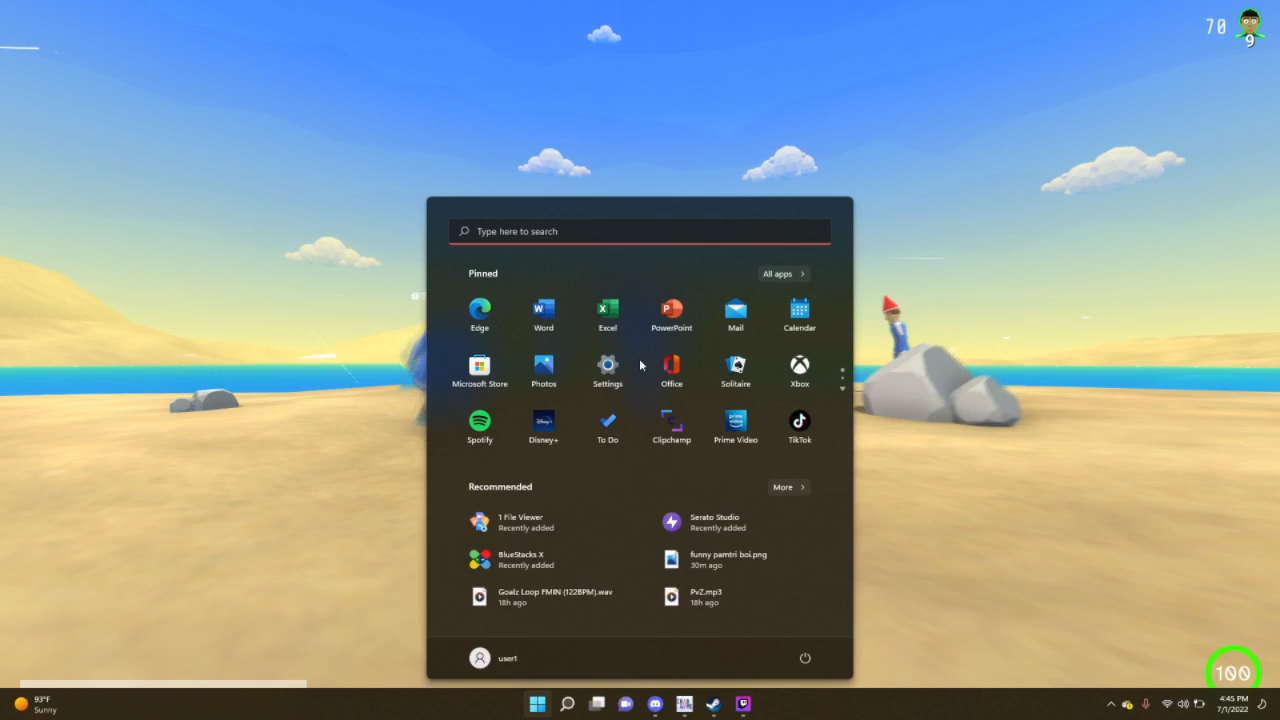 70
9
Type here to search
Pinned
All apps
Edge
Word
Excel
PowerPoint
Mail
Calendar
Microsoft Store
Photos
Settings
Office
Solitaire
Xbox
Spotify
Disney+
To Do
Clipchamp
Prime Video
TikTok
Recommended
More
1 File Viewer
Recently added
Serato Studio
Recently added
BlueStacks X
Recently added
funny pamtri boi.png
30m ago
Goalz Loop FMIN (122BPM).wav
18h ago
PvZ.mp3
18h ago
user1
100
93°F
Sunny
4:45 PM
7/1/2022